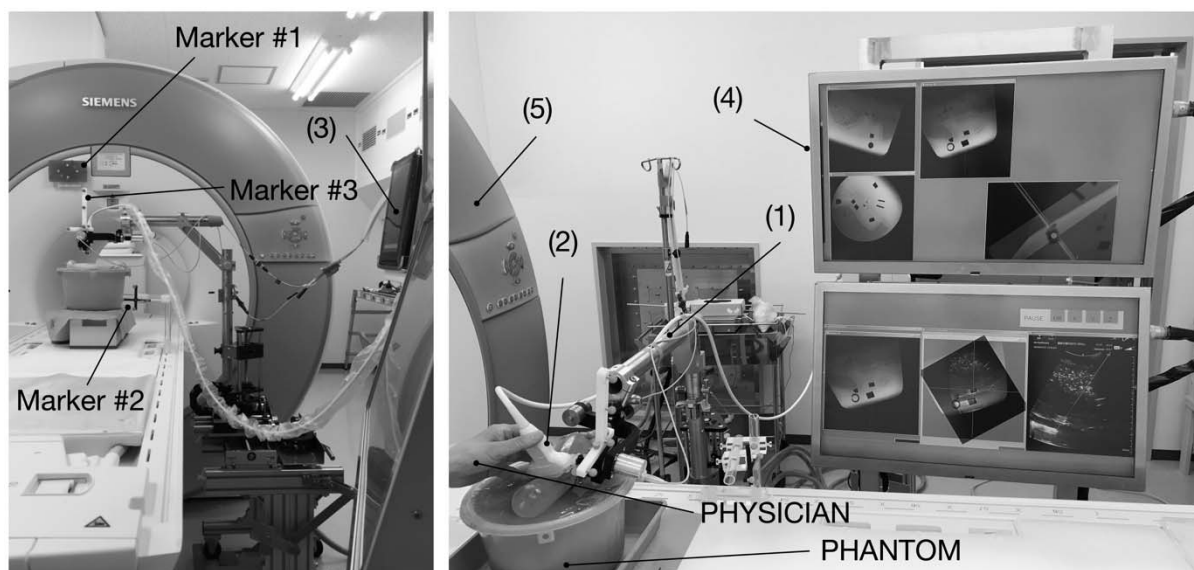 Marker #1
SIEMENS
(3)
Marker #3
Marker #2
(5)
(4)
(1)
(2)
PAUSE
PHYSICIAN
PHANTOM